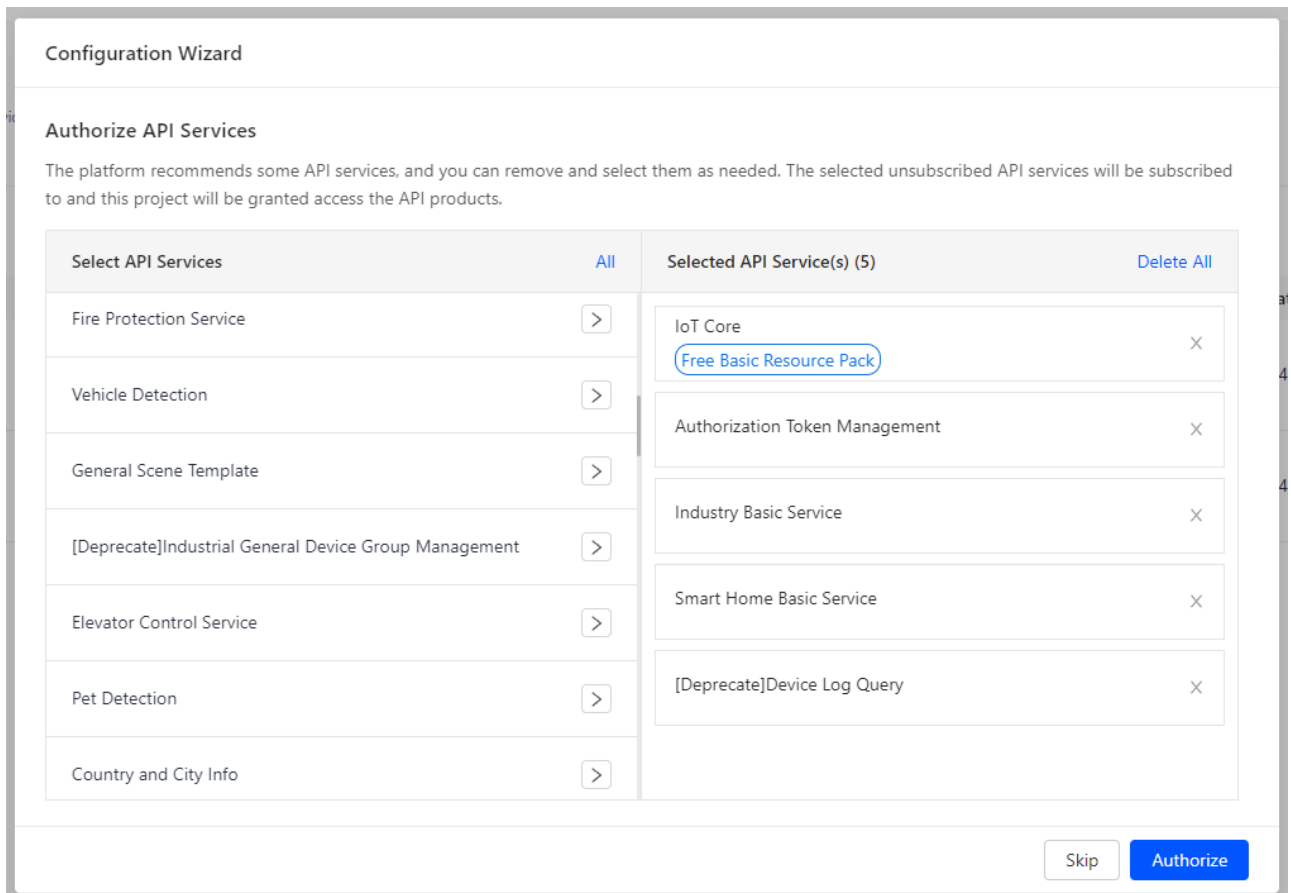 Configuration Wizard
Authorize API Services
The platform recommends some API services, and you can remove and select them as needed. The selected unsubscribed API services will be subscribed
to and this project will be granted access the API products.
Select API Services
All
Fire Protection Service
Vehicle Detection
General Scene Template
[Deprecate]Industrial General Device Group Management
Elevator Control Service
Pet Detection
Country and City Info
Selected API Service(s) (5)
Delete All
IoT Core
Free Basic Resource Pack
Authorization Token Management
Industry Basic Service
Smart Home Basic Service
[Deprecate]Device Log Query
Skip
Authorize